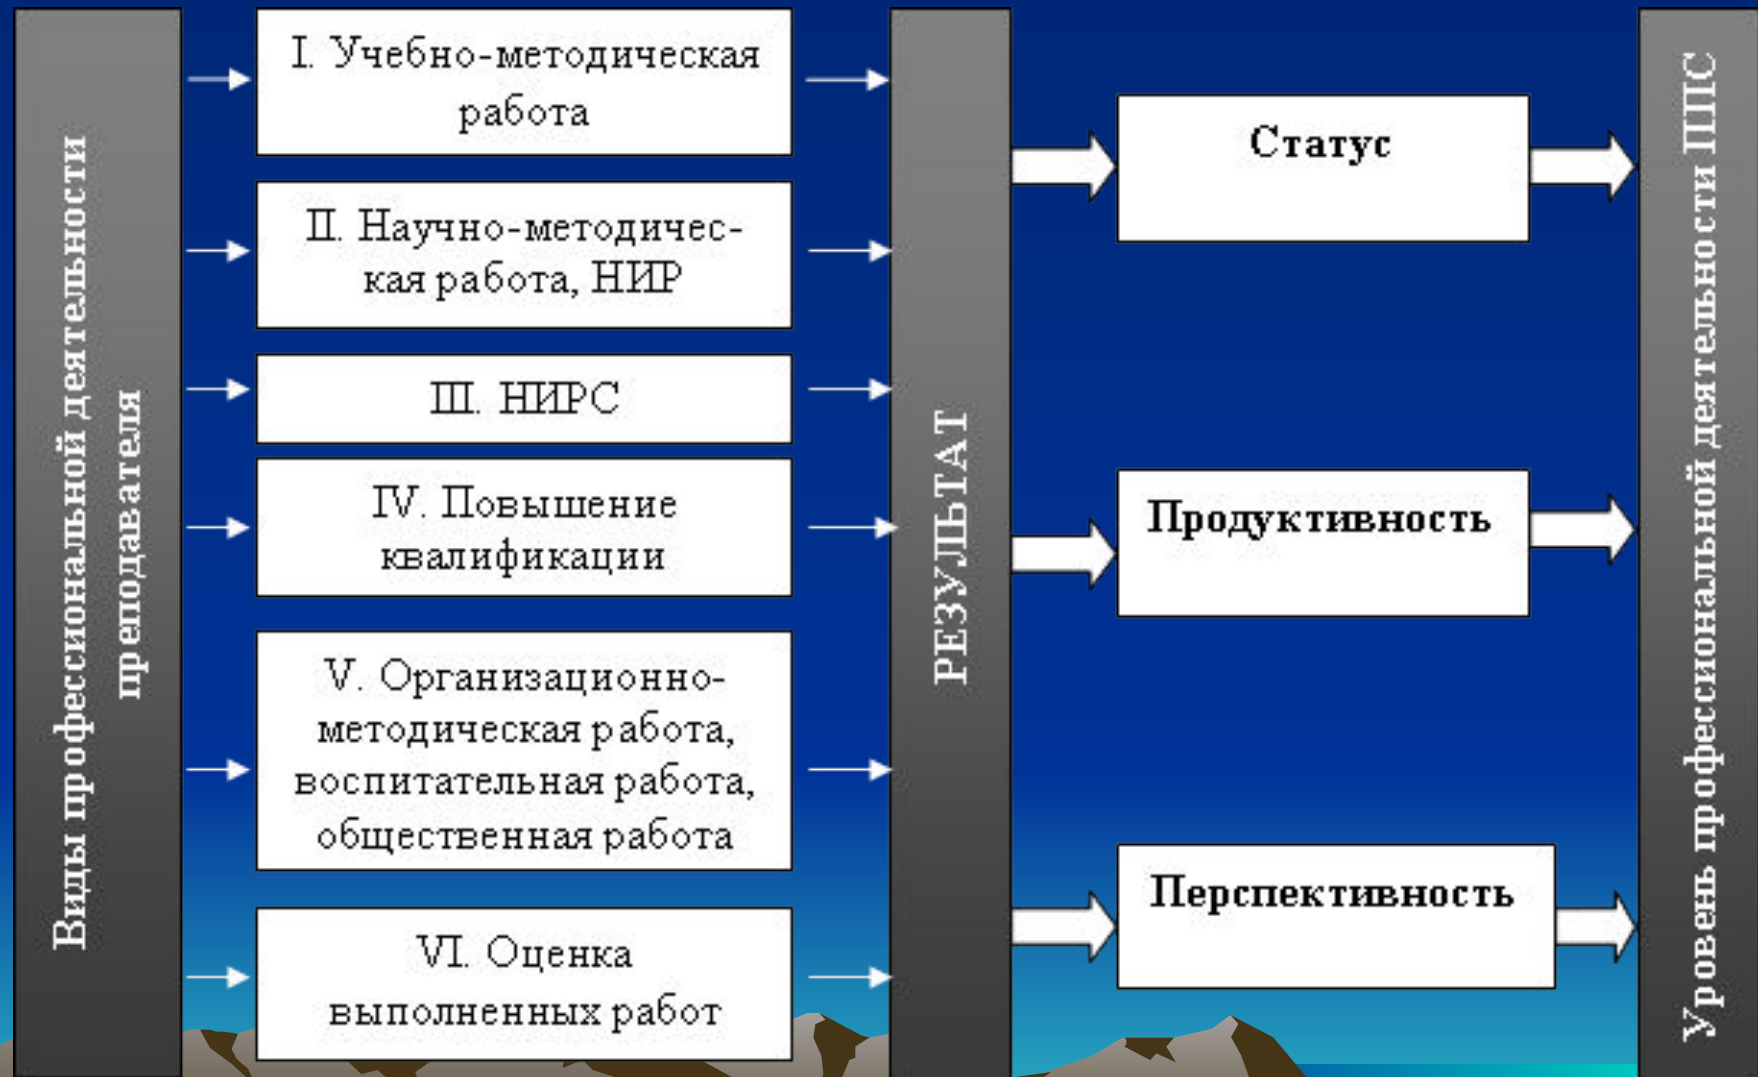 Виды профессиональной деятельности
преподавателя
I. Учебно-методическая
работа
II. Научно-методичес-
кая работа, НИР
III. НИРС
IV. Повышение
квалификации
V. Организационно-
методическая работа,
воспитательная работа,
общественная работа
VI. Оценка
выполненных работ
РЕЗУЛЬТАТ
Статус
Продуктивность
Перспективность
Уровень профессиональной деятельности ППС